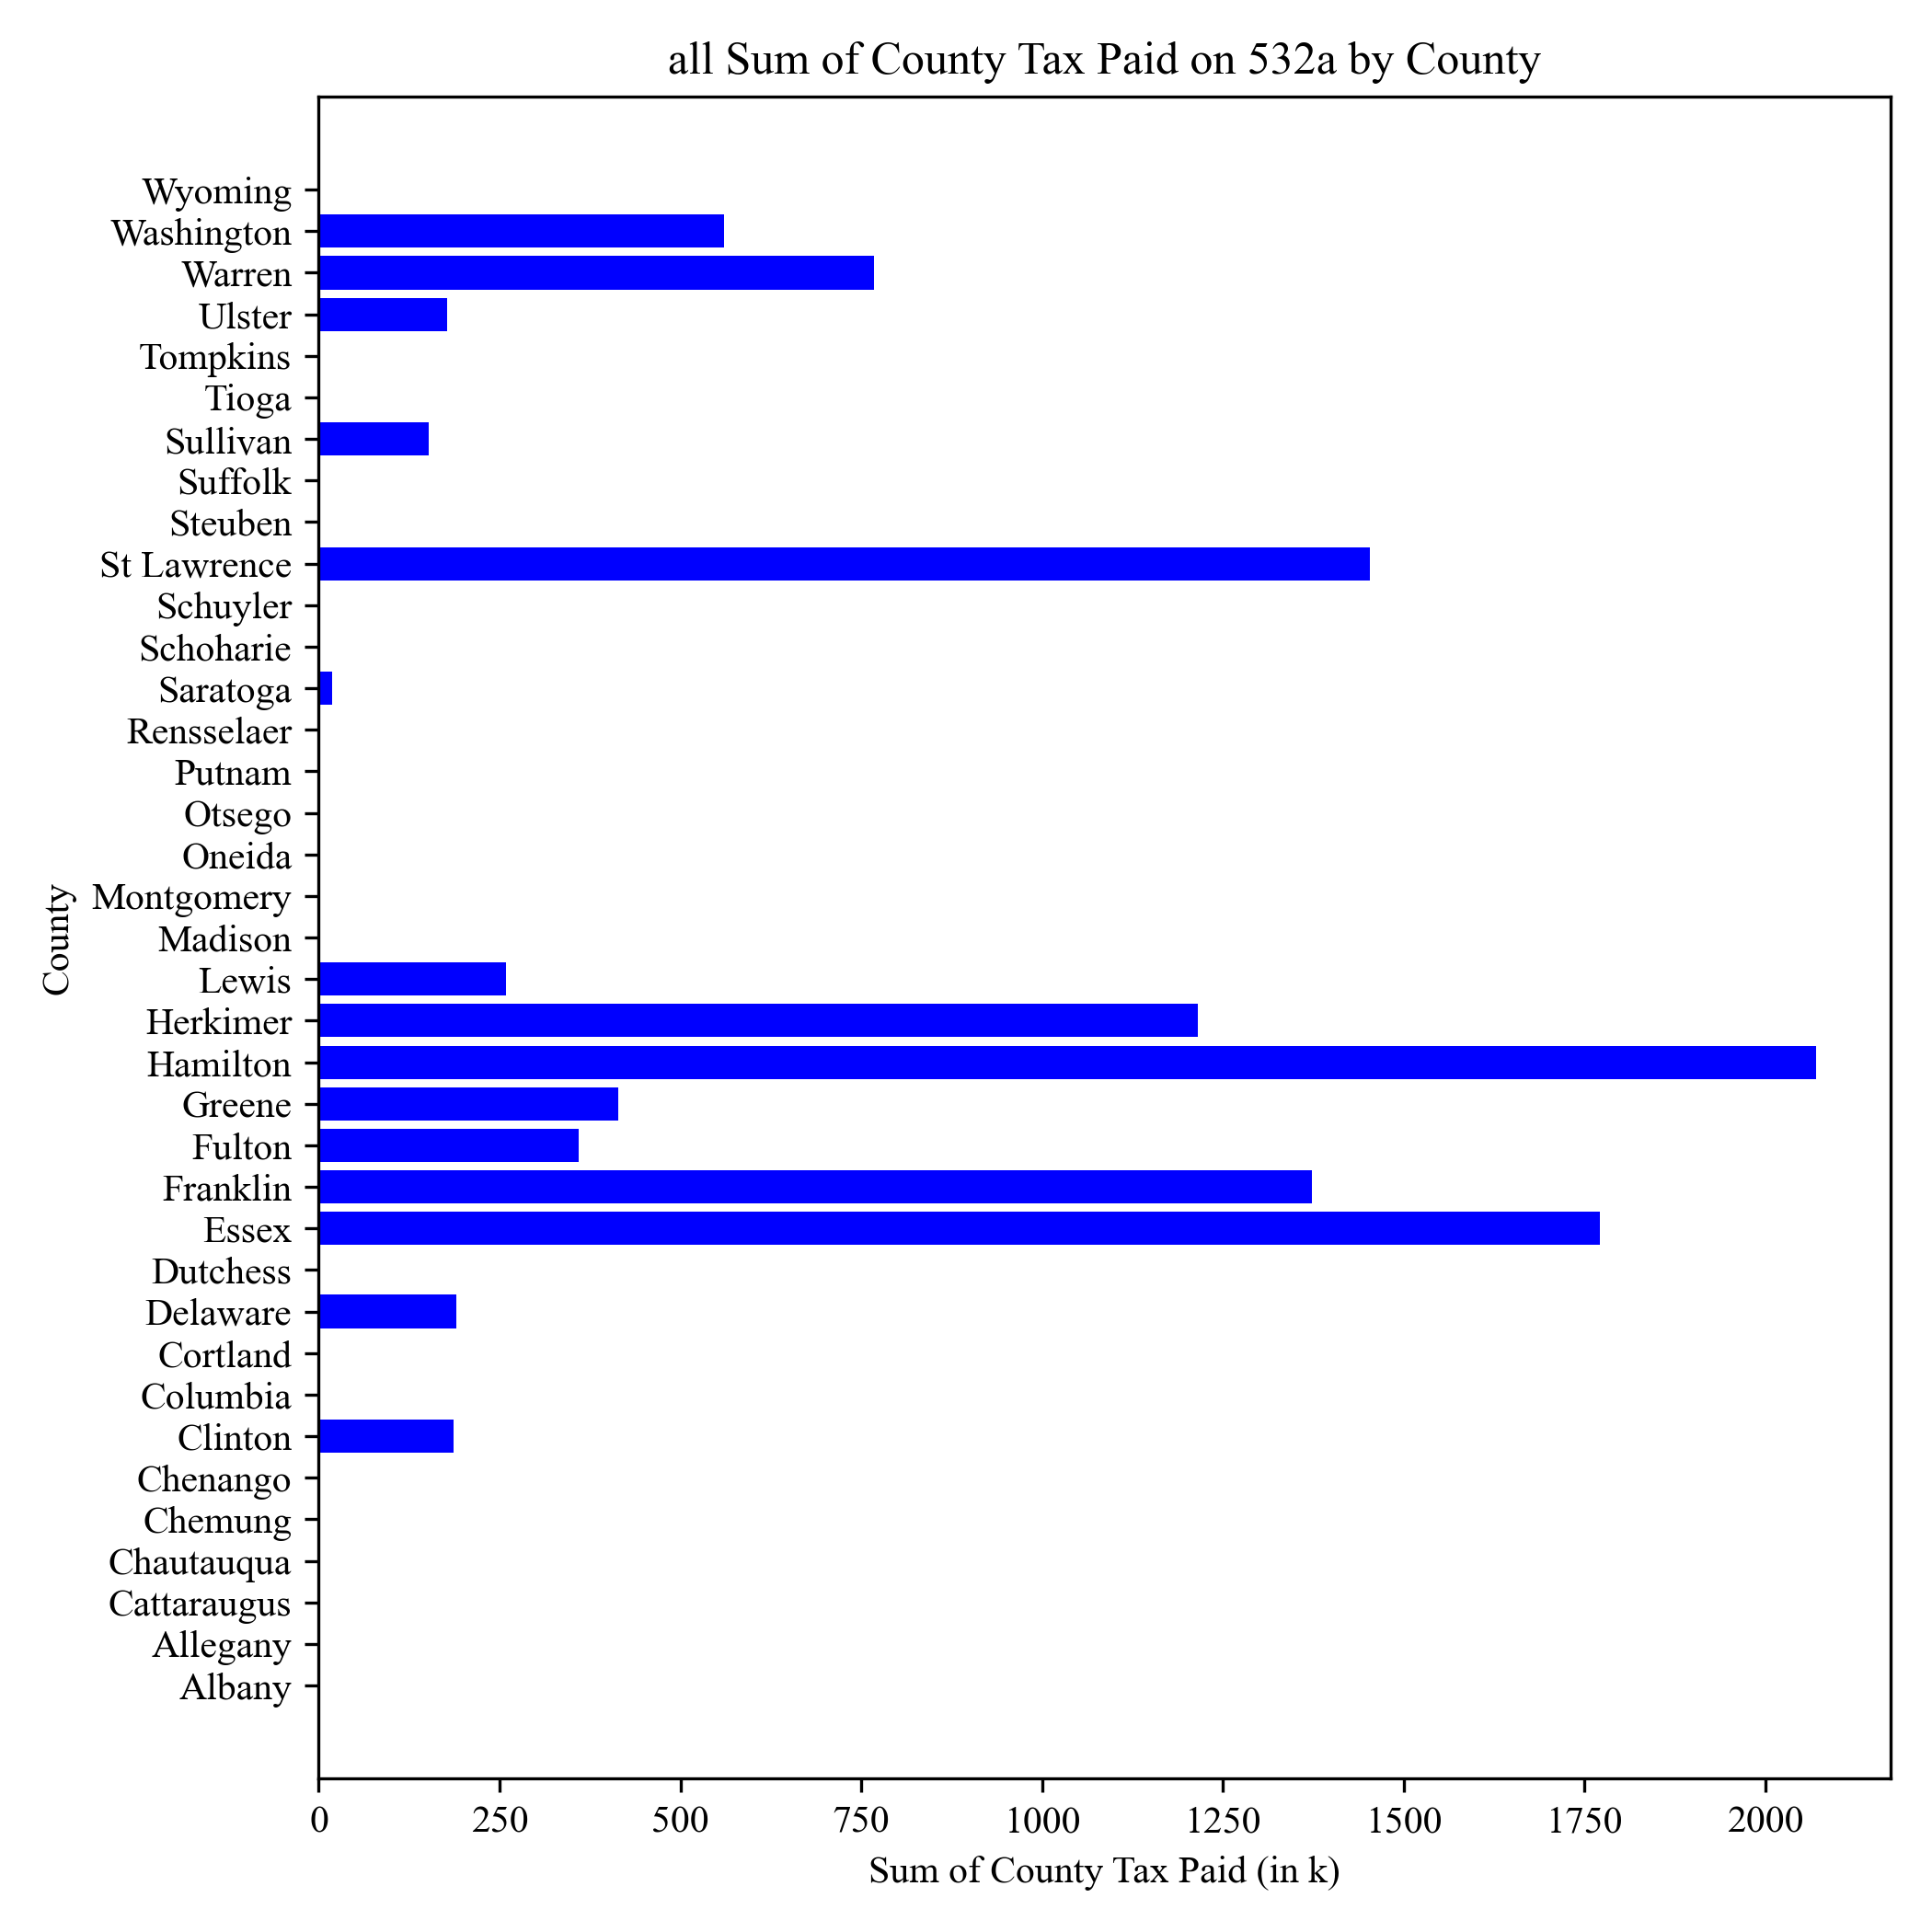 all Sum of County Tax Paid on 532a by County
Wyoming
Washington
Warren
Ulster
Tompkins
Tioga
Sullivan
Suffolk
Steuben
St Lawrence
Schuyler
Schoharie
Saratoga
Rensselaer
Putnam
Otsego
Oneida
Montgomery
Madison
Lewis
Herkimer
Hamilton
Greene
Fulton
Franklin
Essex
Dutchess
Delaware
Cortland
Columbia
Clinton
Chenango
Chemung
Chautauqua
Cattaraugus
Allegany
Albany
County
0 250 500 750 1000 1250 1500 1750 2000
Sum of County Tax Paid (in k)